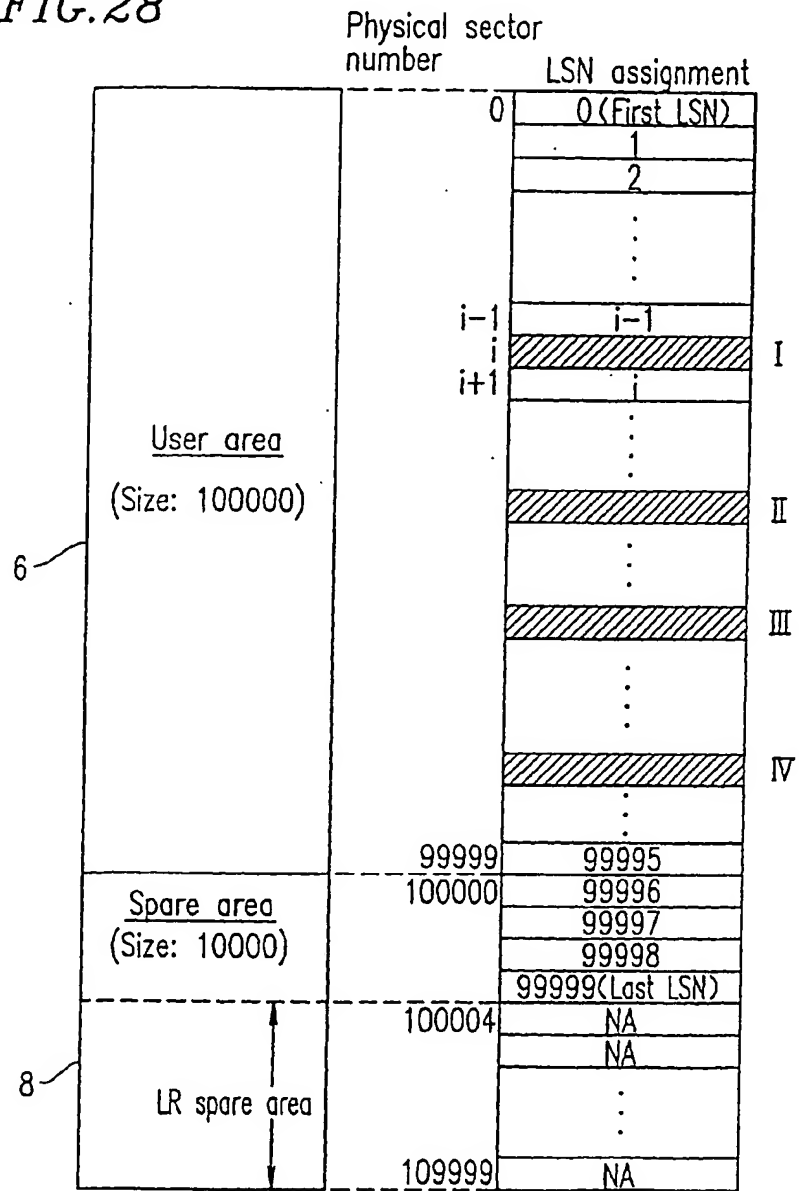 FIG.28
Physical sector
number
LSN assignment
0 0(First LSN)
1
2
i-1 i-1
i I
i+1 i
User area
(Size: 100000)
II
6
III
IV
99999 99995
100000 99996
Spare area
(Size: 10000)
99997
99998
99999(Last LSN)
100004 NA
NA
8
LR spare area
109999 NA